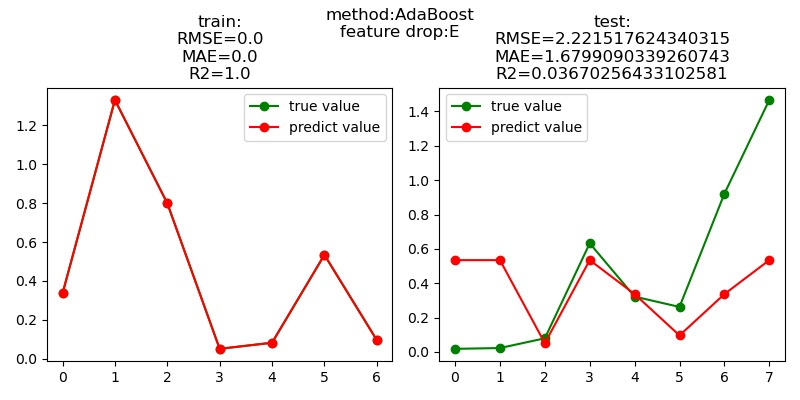 method:AdaBoost
feature drop:E
train:
RMSE=0.0
MAE=0.0
R2=1.0
true value
predict value
1.2
1.0
0.8
0.6
0.4
0.2
0.0
0 1 2 3 4 5 6
test:
RMSE=2.221517624340315
MAE=1.6799090339260743
R2=0.03670256433102581
true value
predict value
1.4
1.2
1.0
0.8
0.6
0.4
0.2
0.0
0 1 2 3 4 5 6 7